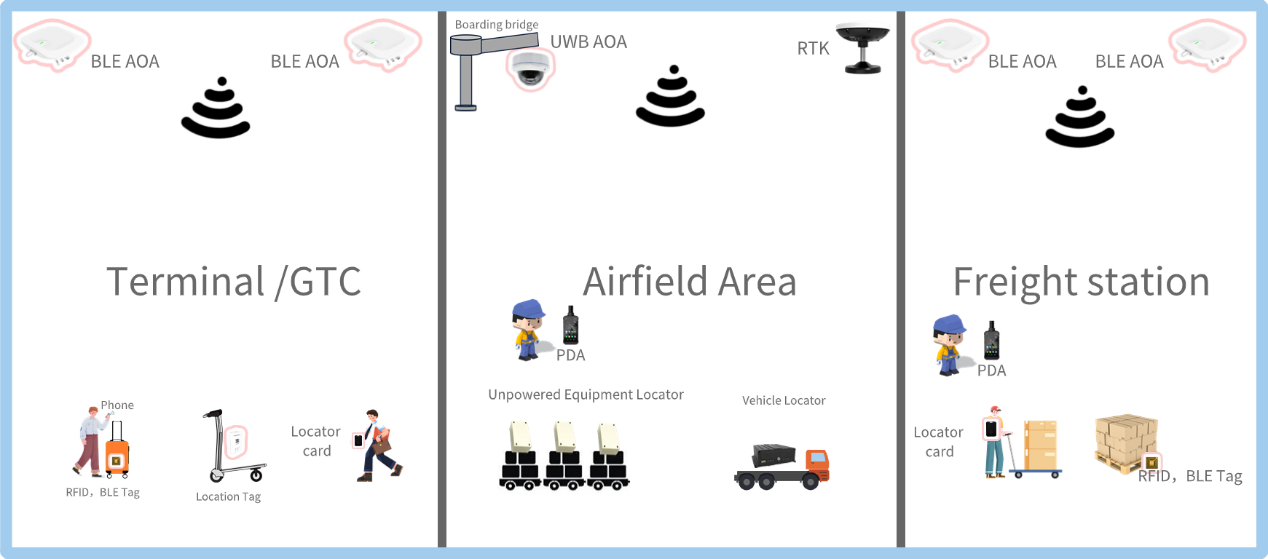 BLE AOA
BLE AOA
Terminal /GTC
Phone
RFID，BLE Tag
Location Tag
Locator
card
Boarding bridge
UWB AOA
RTK
Airfield Area
PDA
Unpowered Equipment Locator
Vehicle Locator
BLE AOA
BLE AOA
Freight station
PDA
Locator
card
RFID，BLE Tag